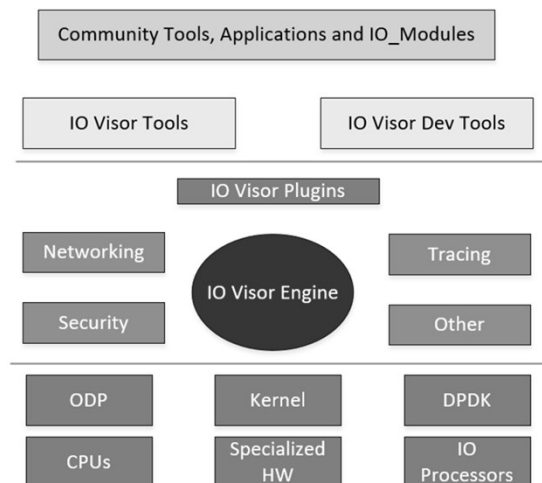 Community Tools, Applications and IO_Modules
IO Visor Tools
IO Visor Dev Tools
IO Visor Plugins
Networking
Tracing
IO Visor Engine
Security
Other
ODP
Kernel
DPDK
CPUs
Specialized
HW
IO
Processors